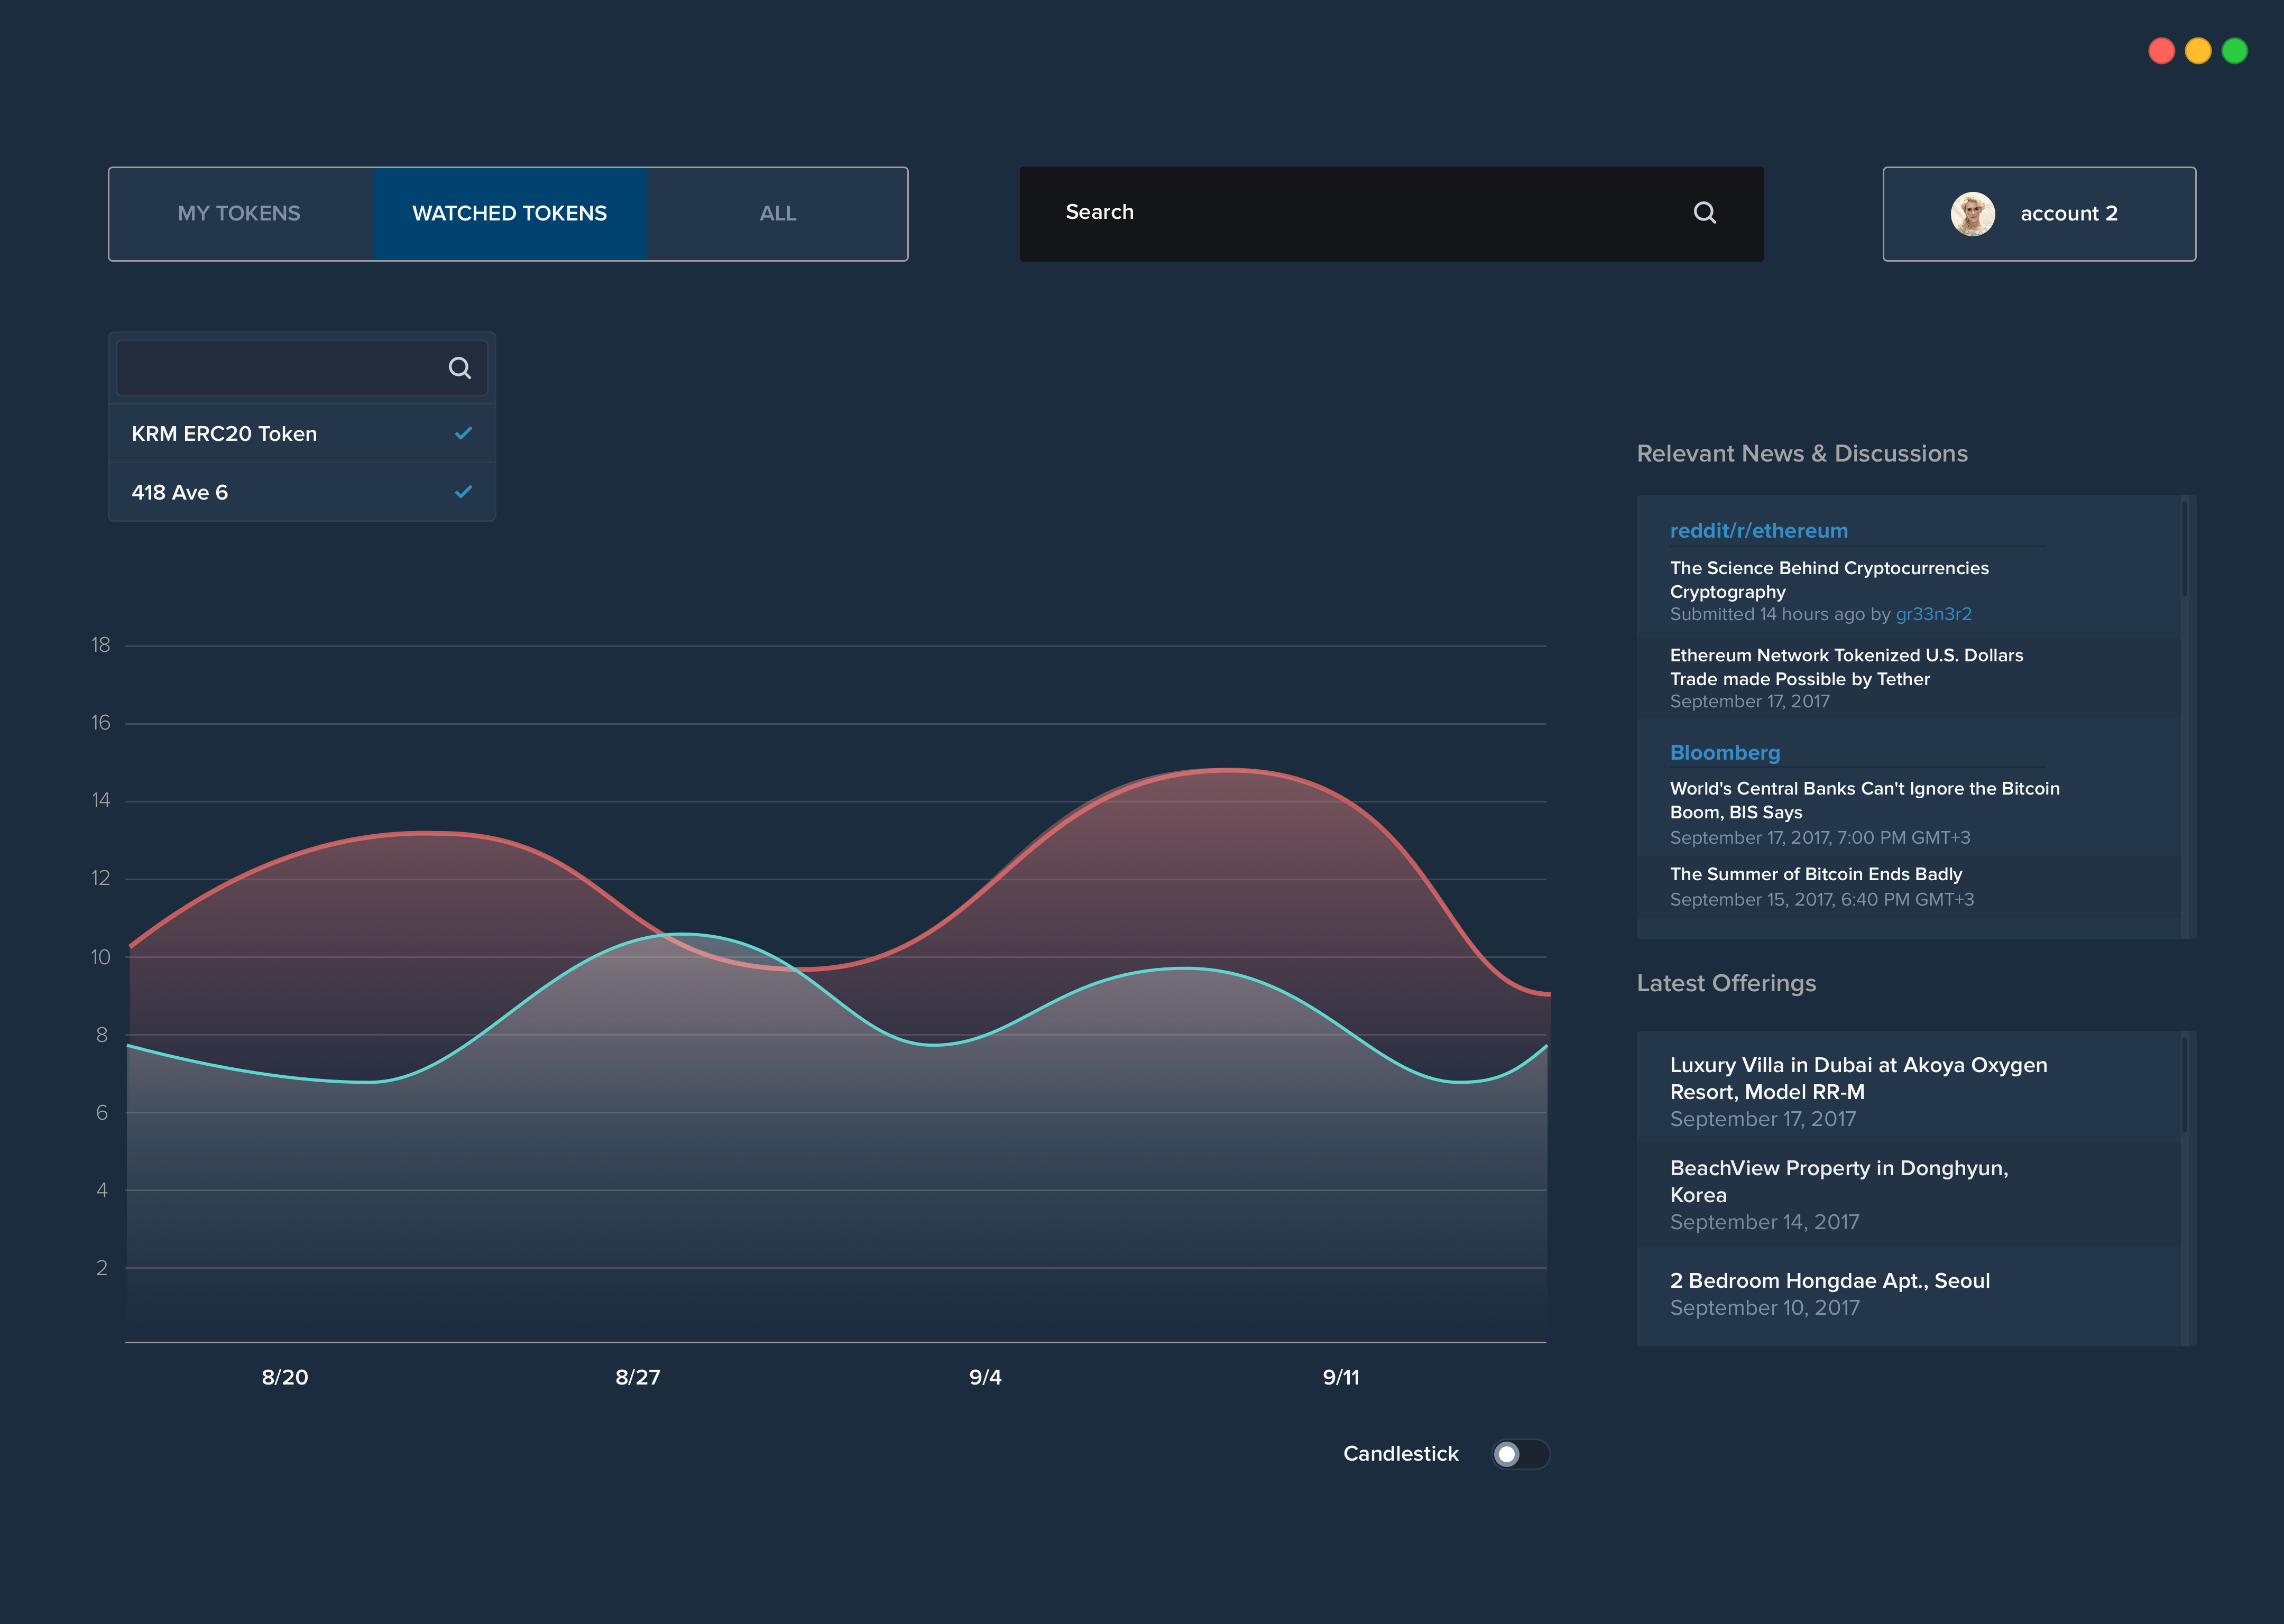 MY TOKENS
WATCHED TOKENS
ALL
Search
account 2
KRM ERC20 Token
418 Ave 6
18
16
14
12
10
8
6
4
2
8/20
8/27
9/4
9/11
Candlestick
Relevant News & Discussions
reddit/r/ethereum
The Science Behind Cryptocurrencies
Cryptography
Submitted 14 hours ago by gr33n3r2
Ethereum Network Tokenized U.S. Dollars
Trade made Possible by Tether
September 17, 2017
Bloomberg
World's Central Banks Can't Ignore the Bitcoin
Boom, BIS Says
September 17, 2017, 7:00 PM GMT+3
The Summer of Bitcoin Ends Badly
September 15, 2017, 6:40 PM GMT+3
Latest Offerings
Luxury Villa in Dubai at Akoya Oxygen
Resort, Model RR-M
September 17, 2017
BeachView Property in Donghyun,
Korea
September 14, 2017
2 Bedroom Hongdae Apt., Seoul
September 10, 2017